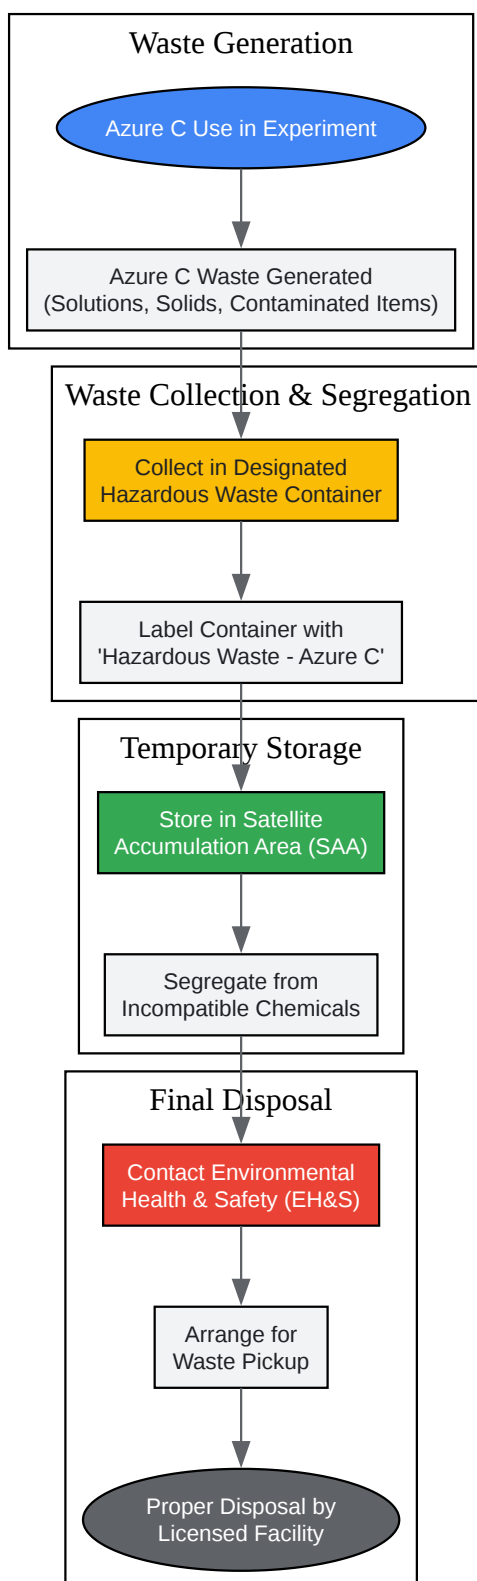 Waste Generation
Azure C Use in Experiment
Azure C Waste Generated
(Solutions, Solids, Contaminated Items)
Waste Collection & Segregation
Collect in Designated
Hazardous Waste Container
Label Container with
'Hazardous Waste - Azure C'
Temporary Storage
Store in Satellite
Accumulation Area (SAA)
Segregate from
Incompatible Chemicals
Final Disposal
Contact Environmental
Health & Safety (EH&S)
Arrange for
Waste Pickup
Proper Disposal by
Licensed Facility